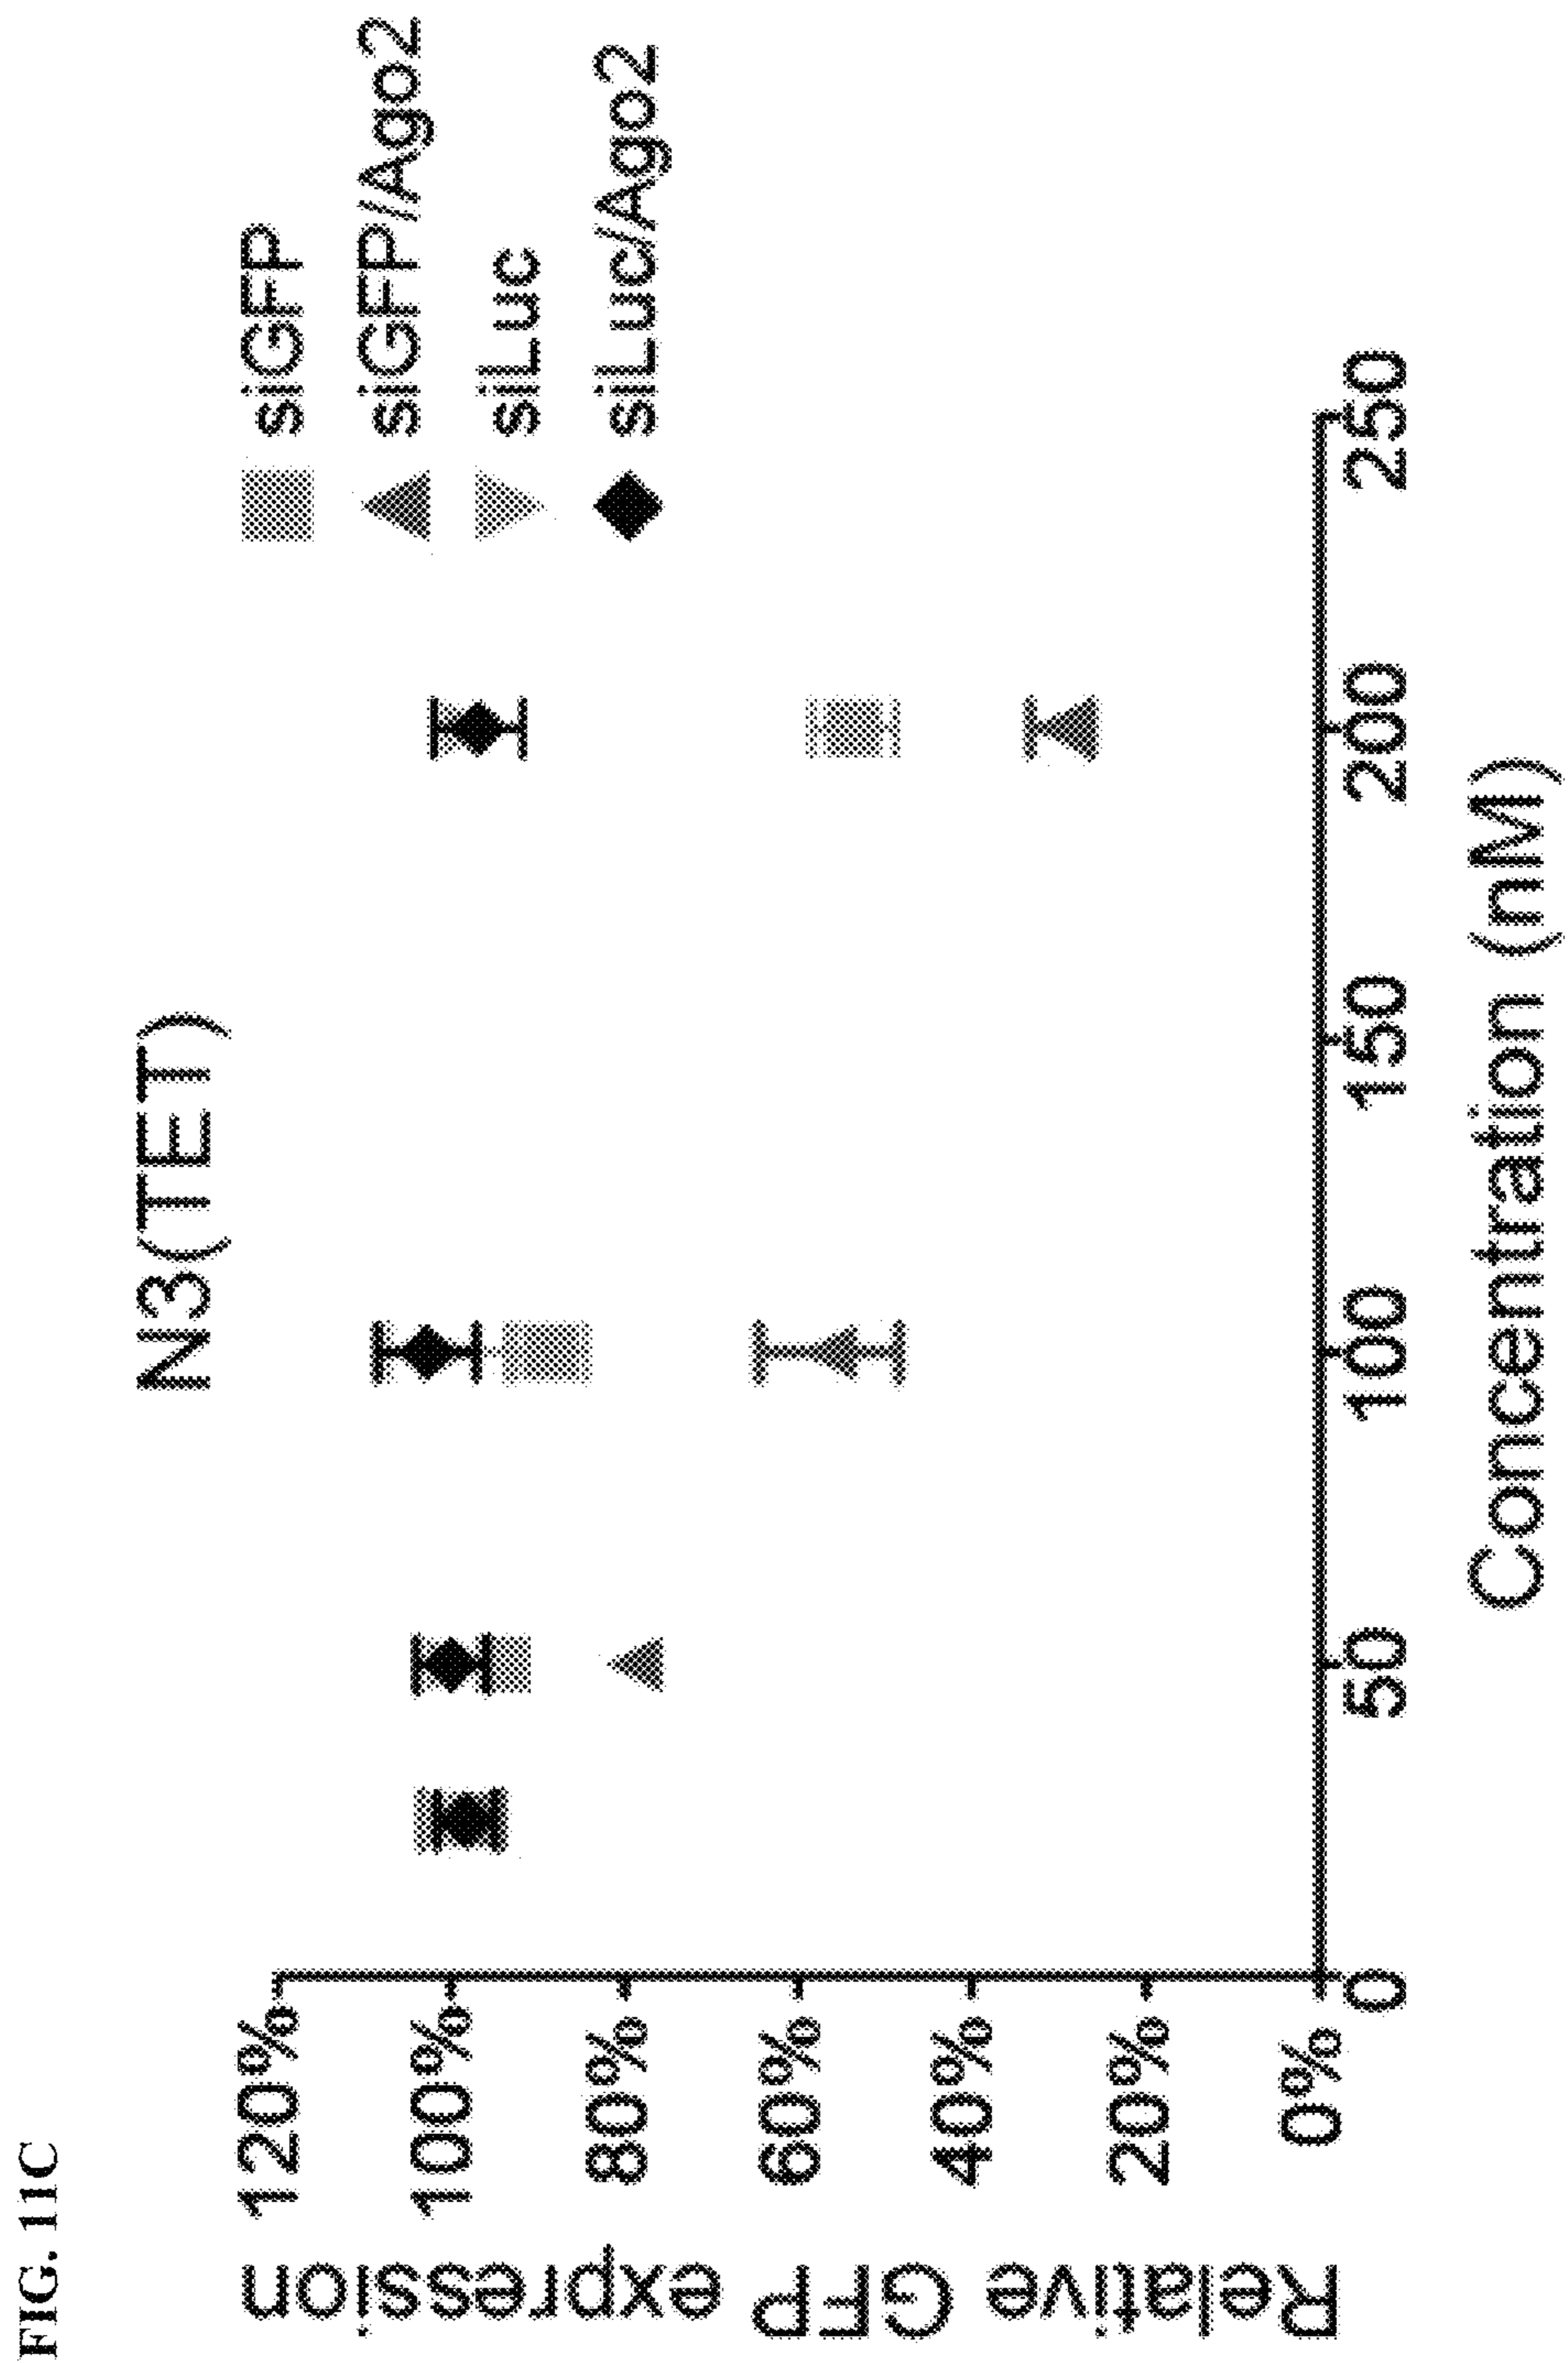 FIG. 11C
N3(TET)
siGFP
siGFP/Ago2
siLuc
siLuc/Ago2
Relative GFP expression
120%
100%
80%
60%
40%
20%
0%
0
50
100
150
200
250
Concentration (nM)